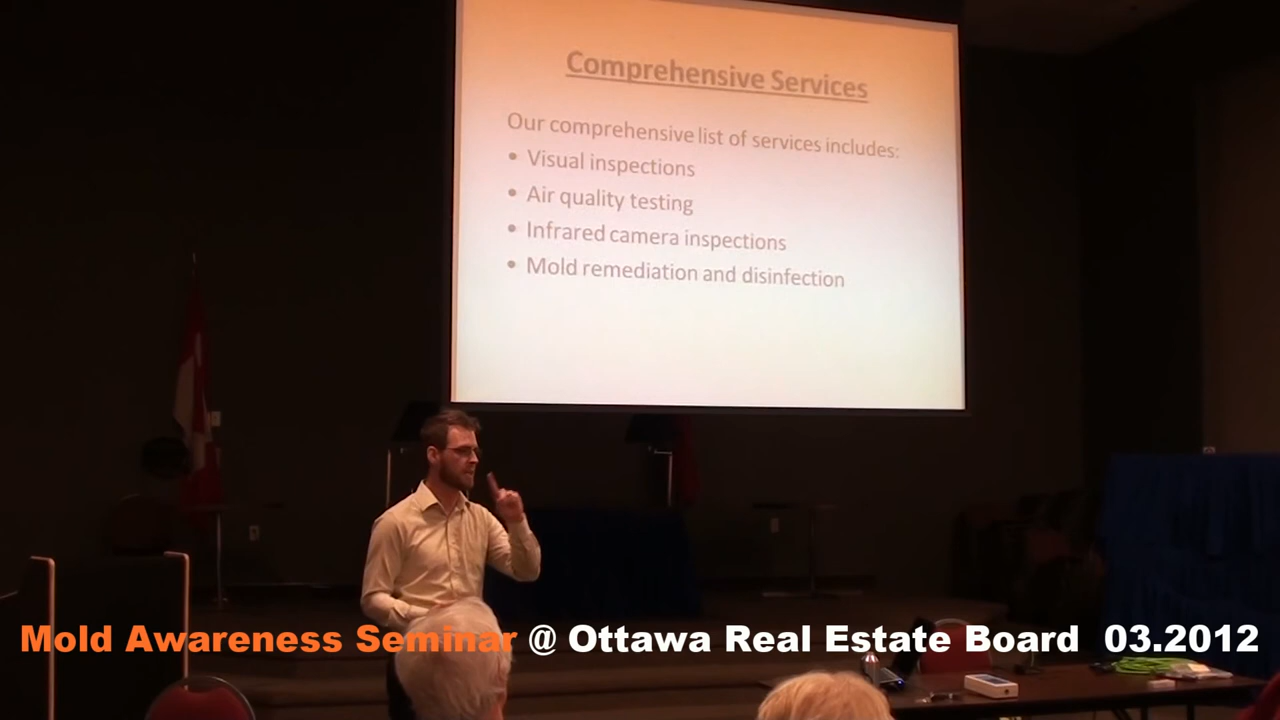 Comprehensive Services
Our comprehensive list of services includes:
• Visual inspections
• Air quality testing
• Infrared camera inspections
• Mold remediation and disinfection
Mold Awareness Seminar @ Ottawa Real Estate Board 03.2012